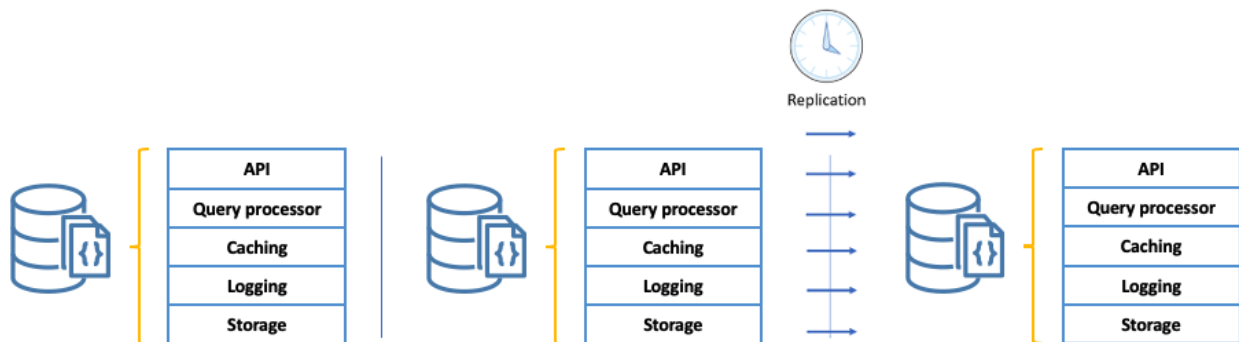 Replication
API
Query processor
Caching
Logging
Storage
API
Query processor
Caching
Logging
Storage
API
Query processor
Caching
Logging
Storage